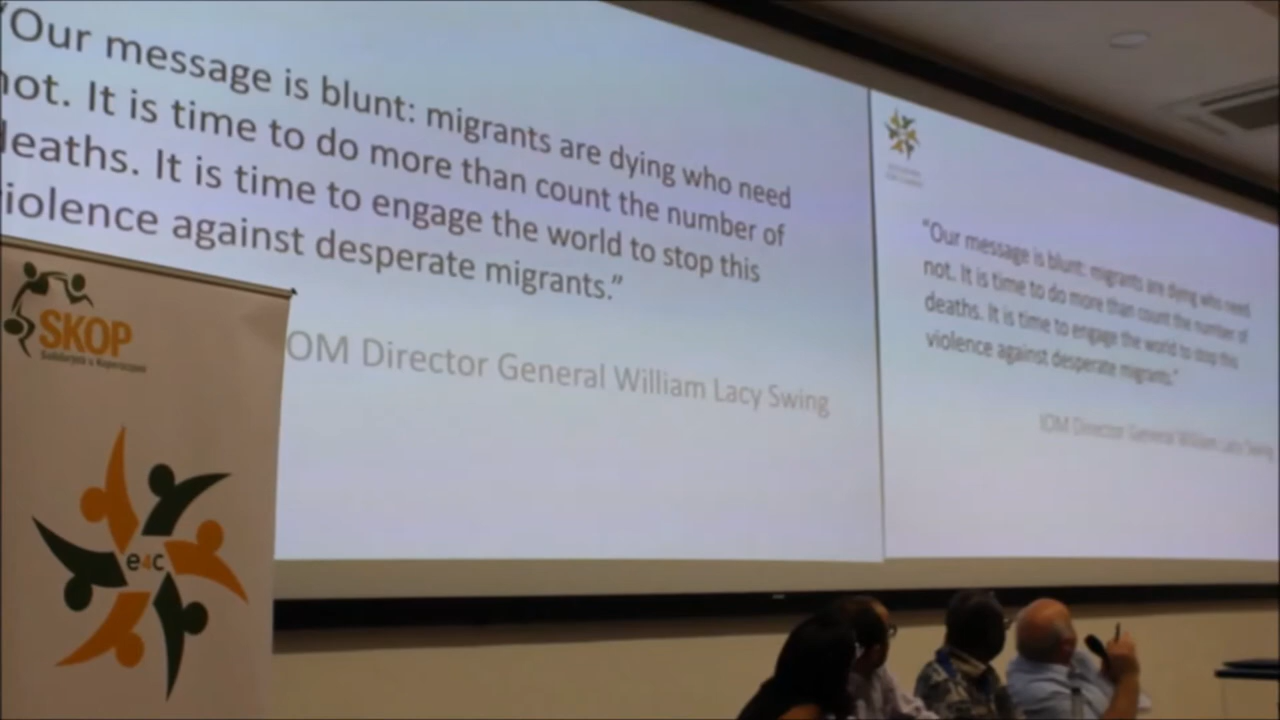 “Our message is blunt: migrants are dying who need
not. It is time to do more than count the number of
deaths. It is time to engage the world to stop this
violence against desperate migrants.”
IOM Director General William Lacy Swing
“Our message is blunt: migrants are dying who need
not. It is time to do more than count the number of
deaths. It is time to engage the world to stop this
violence against desperate migrants.”
IOM Director General William Lacy Swing
SKOP
e4c